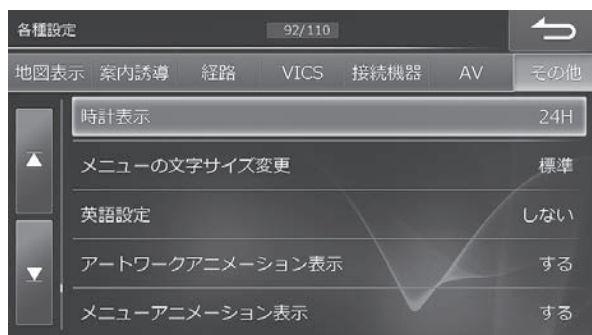 各種設定 92/110
地図表示 案内誘導 経路 VICS 接続機器 AV その他
時計表示 24H
メニューの文字サイズ変更 標準
英語設定 しない
アートワークアニメーション表示 する
メニューアニメーション表示 する